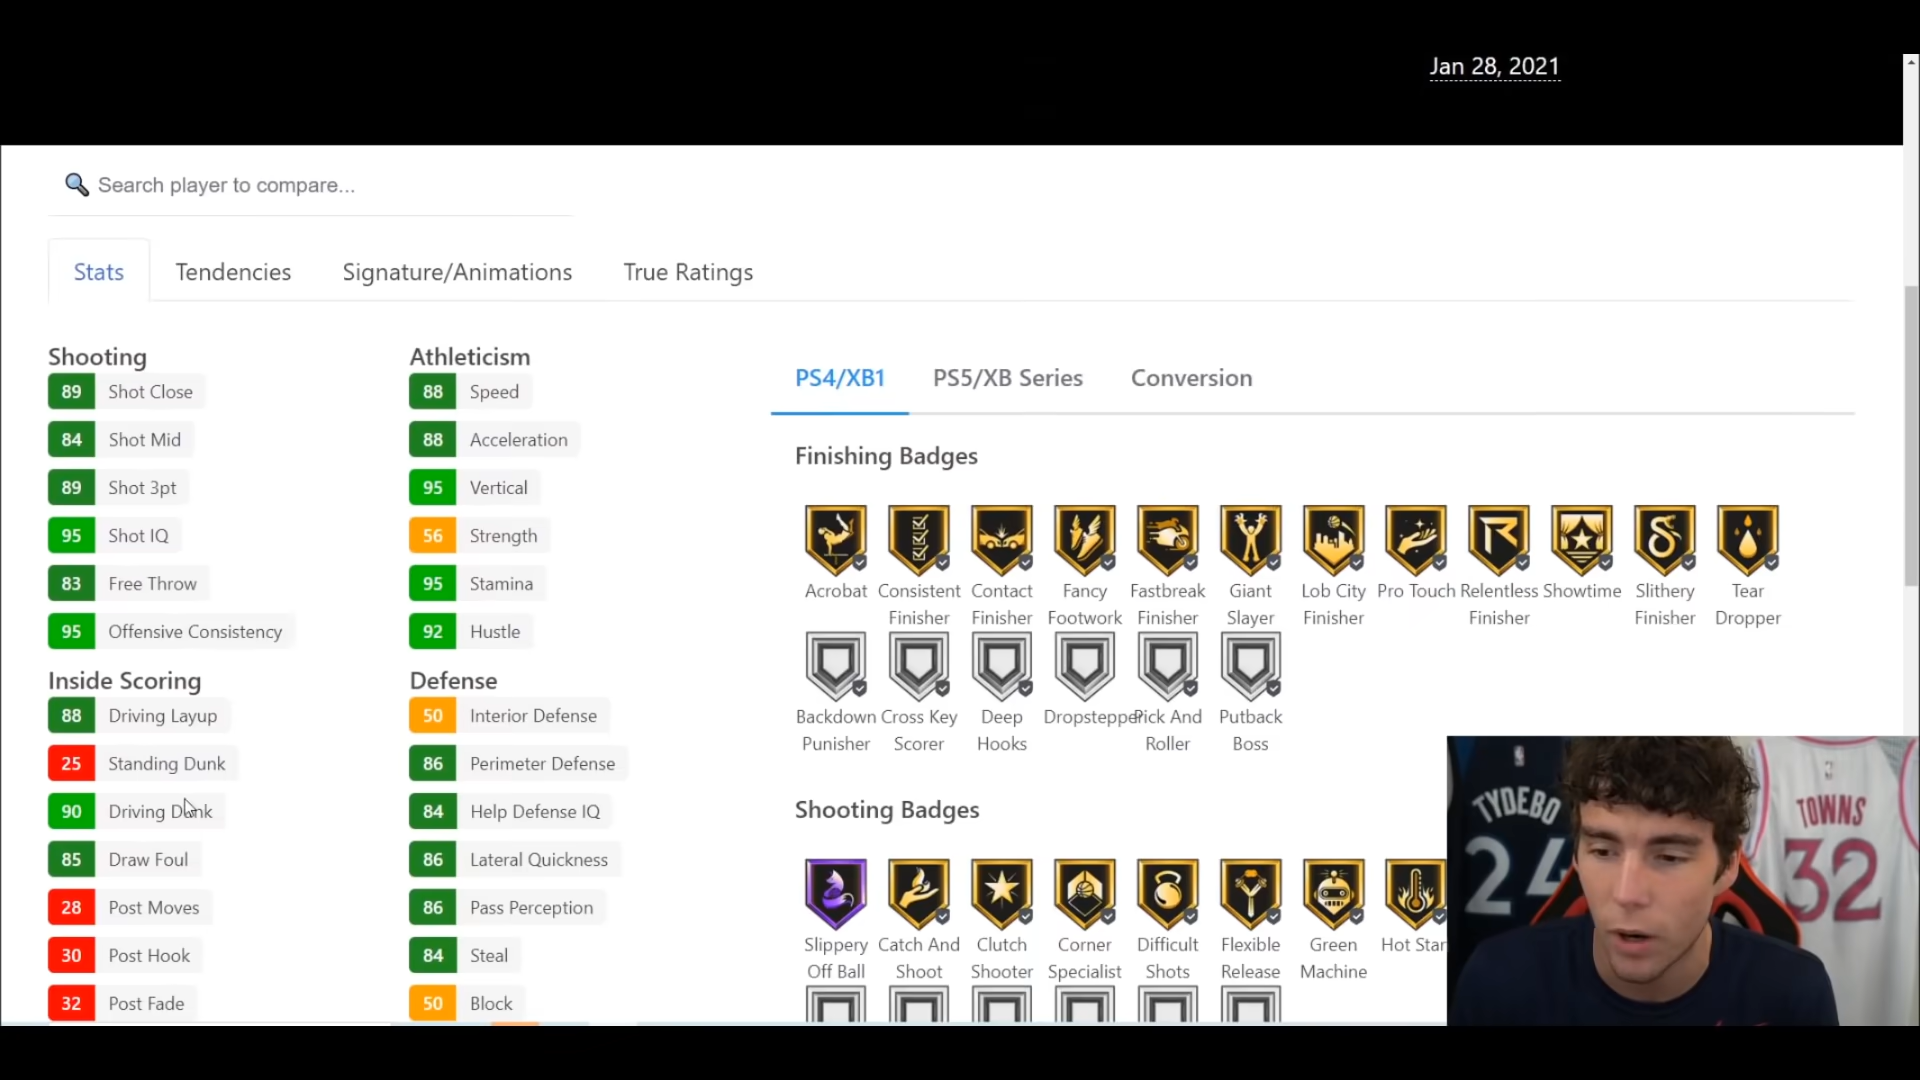 Jan 28, 2021
Search player to compare...
Stats Tendencies Signature/Animations True Ratings
Shooting
89 Shot Close
84 Shot Mid
89 Shot 3pt
95 Shot IQ
83 Free Throw
95 Offensive Consistency
Inside Scoring
88 Driving Layup
25 Standing Dunk
90 Driving Dunk
85 Draw Foul
28 Post Moves
30 Post Hook
32 Post Fade
Athleticism
88 Speed
88 Acceleration
95 Vertical
56 Strength
95 Stamina
92 Hustle
Defense
50 Interior Defense
86 Perimeter Defense
84 Help Defense IQ
86 Lateral Quickness
86 Pass Perception
84 Steal
50 Block
PS4/XB1 PS5/XB Series Conversion
Finishing Badges
Acrobat Consistent Contact Fancy Fastbreak Giant Lob City Pro Touch Relentless Showtime Slithery Tear
Finisher Finisher Footwork Finisher Slayer Finisher Finisher Finisher Dropper
Backdown Cross Key Deep Dropstepper Pick And Putback
Punisher Scorer Hooks Roller Boss
Shooting Badges
Slippery Catch And Clutch Corner Difficult Flexible Green Hot Star
Off Ball Shoot Shooter Specialist Shots Release Machine
TYDEBO
24
TOWNS
32